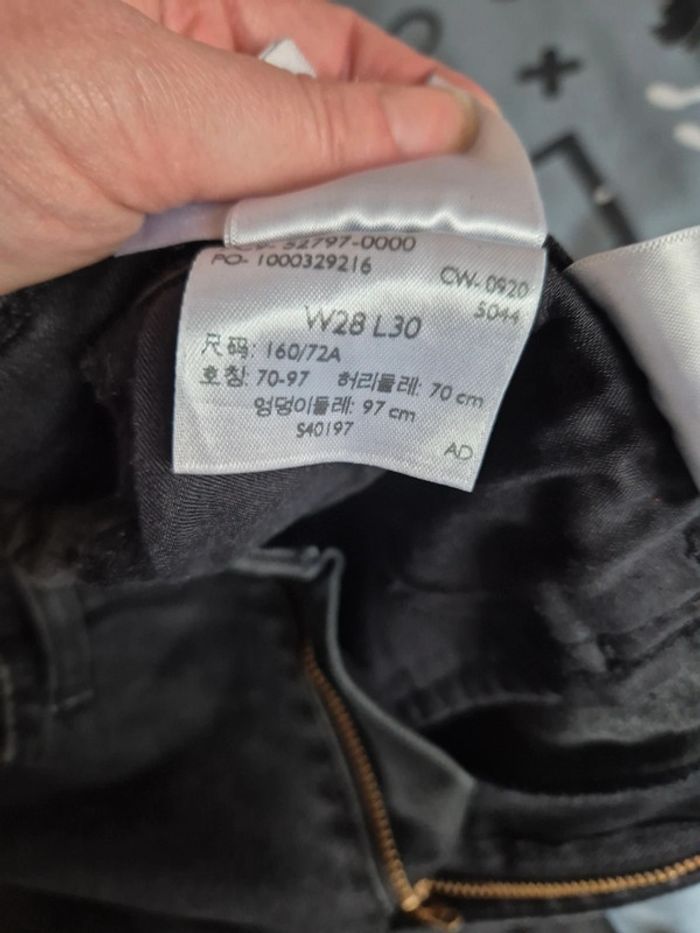 52797-0000
PO- 1000329216
CW- 0920
5044
W28 L30
尺码: 160/72A
호칭: 70-97 허리둘레: 70 cm
엉덩이둘레: 97 cm
S40197
AD